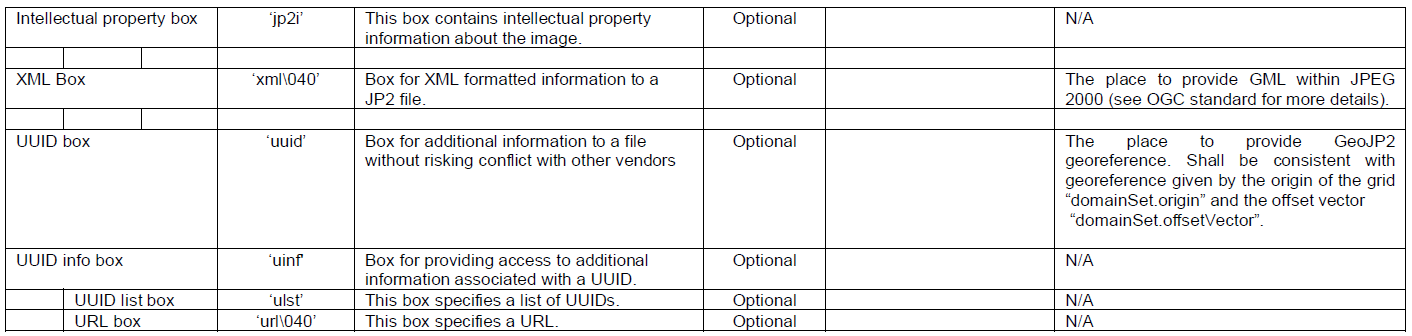 Intellectual property box ‘jp2i’ This box contains intellectual property Optional N/A
information about the image.
XML Box ‘xml\040’ Box for XML formatted information to a Optional The place to provide GML within JPEG
JP2 file. 2000 (see OGC standard for more details).
UUID box ‘uuid’ Box for additional information to a file Optional The place to provide GeoJP2
without risking conflict with other vendors georeference. Shall be consistent with
georeference given by the origin of the grid
“domainSet.origin” and the offset vector
“domainSet.offsetVector”.
UUID info box ‘uinf’ Box for providing access to additional Optional N/A
information associated with a UUID.
UUID list box ‘ulst’ This box specifies a list of UUIDs. Optional N/A
URL box ‘url\040’ This box specifies a URL. Optional N/A